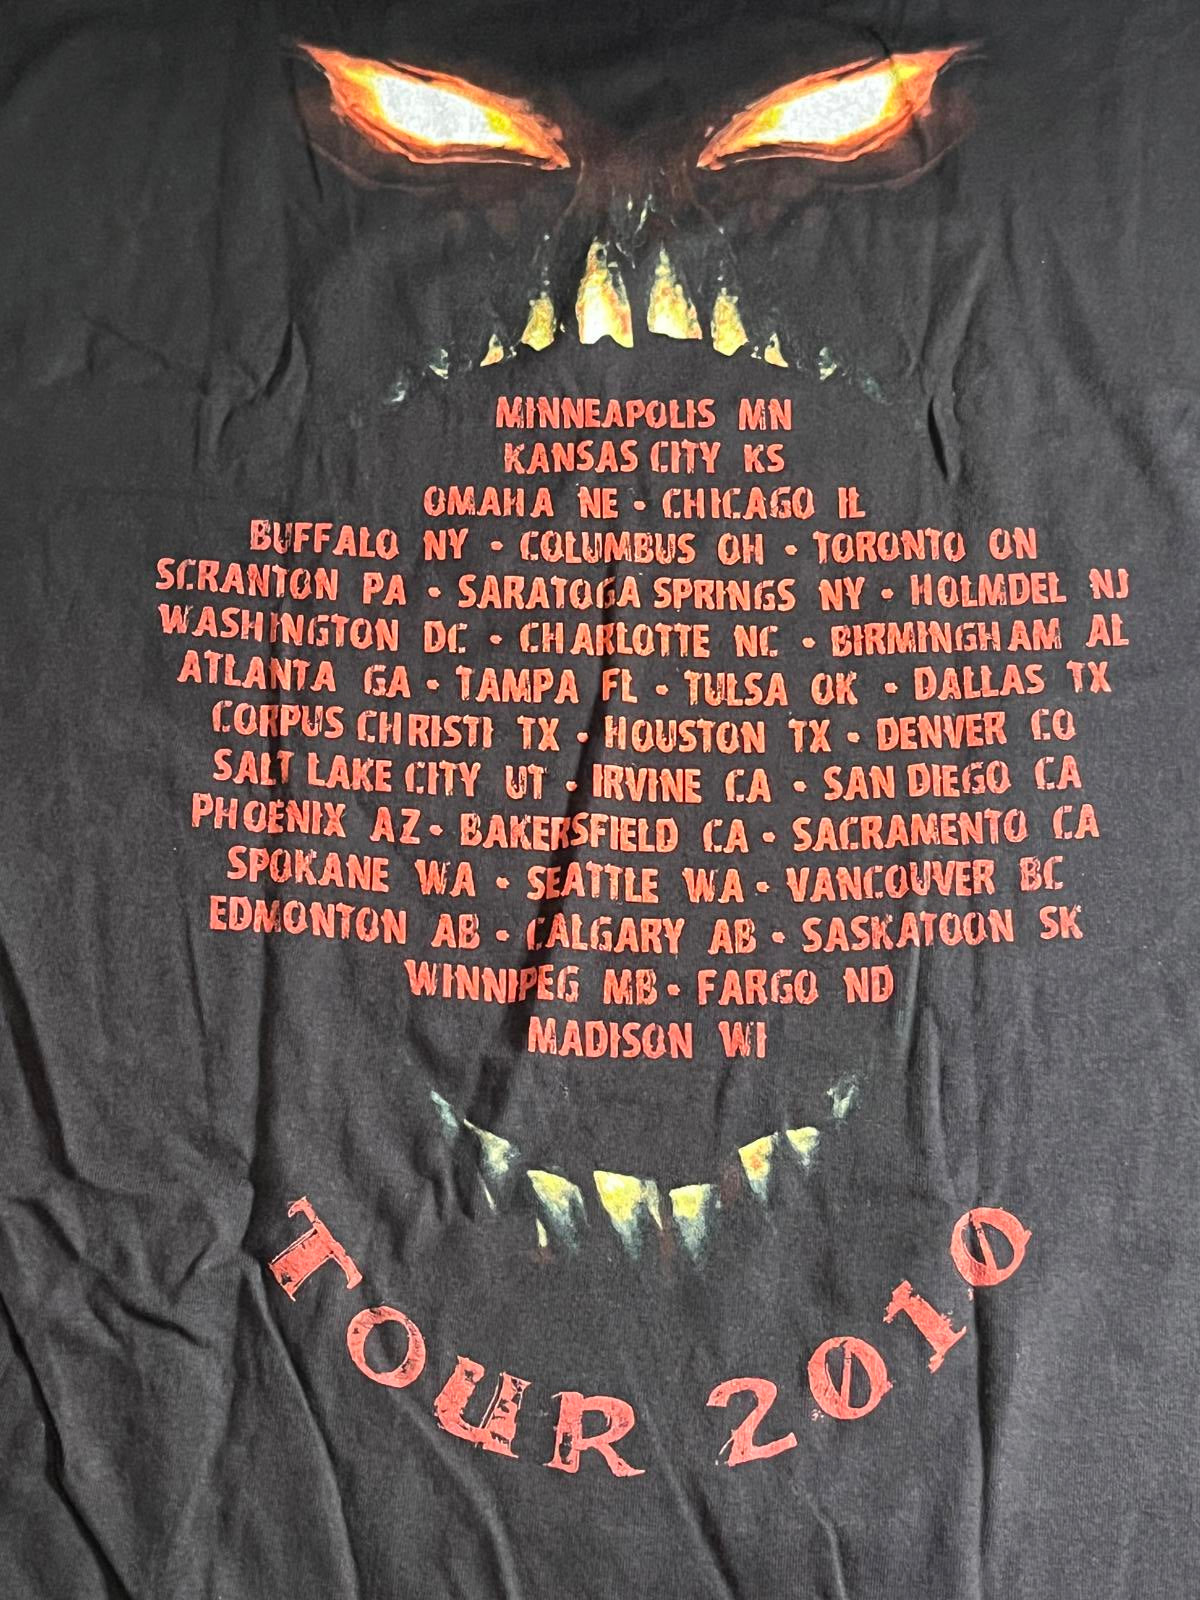 MINNEAPOLIS MN
KANSAS CITY KS
OMAHA NE • CHICAGO IL
BUFFALO NY • COLUMBUS OH • TORONTO ON
SCRANTON PA • SARATOGA SPRINGS NY • HOLMDEL NJ
WASHINGTON DC • CHARLOTTE NC • BIRMINGHAM AL
ATLANTA GA • TAMPA FL • TULSA OK • DALLAS TX
CORPUS CHRISTI TX • HOUSTON TX • DENVER CO
SALT LAKE CITY UT • IRVINE CA • SAN DIEGO CA
PHOENIX AZ • BAKERSFIELD CA • SACRAMENTO CA
SPOKANE WA • SEATTLE WA • VANCOUVER BC
EDMONTON AB • CALGARY AB • SASKATOON SK
WINNIPEG MB • FARGO ND
MADISON WI
TOUR 2010